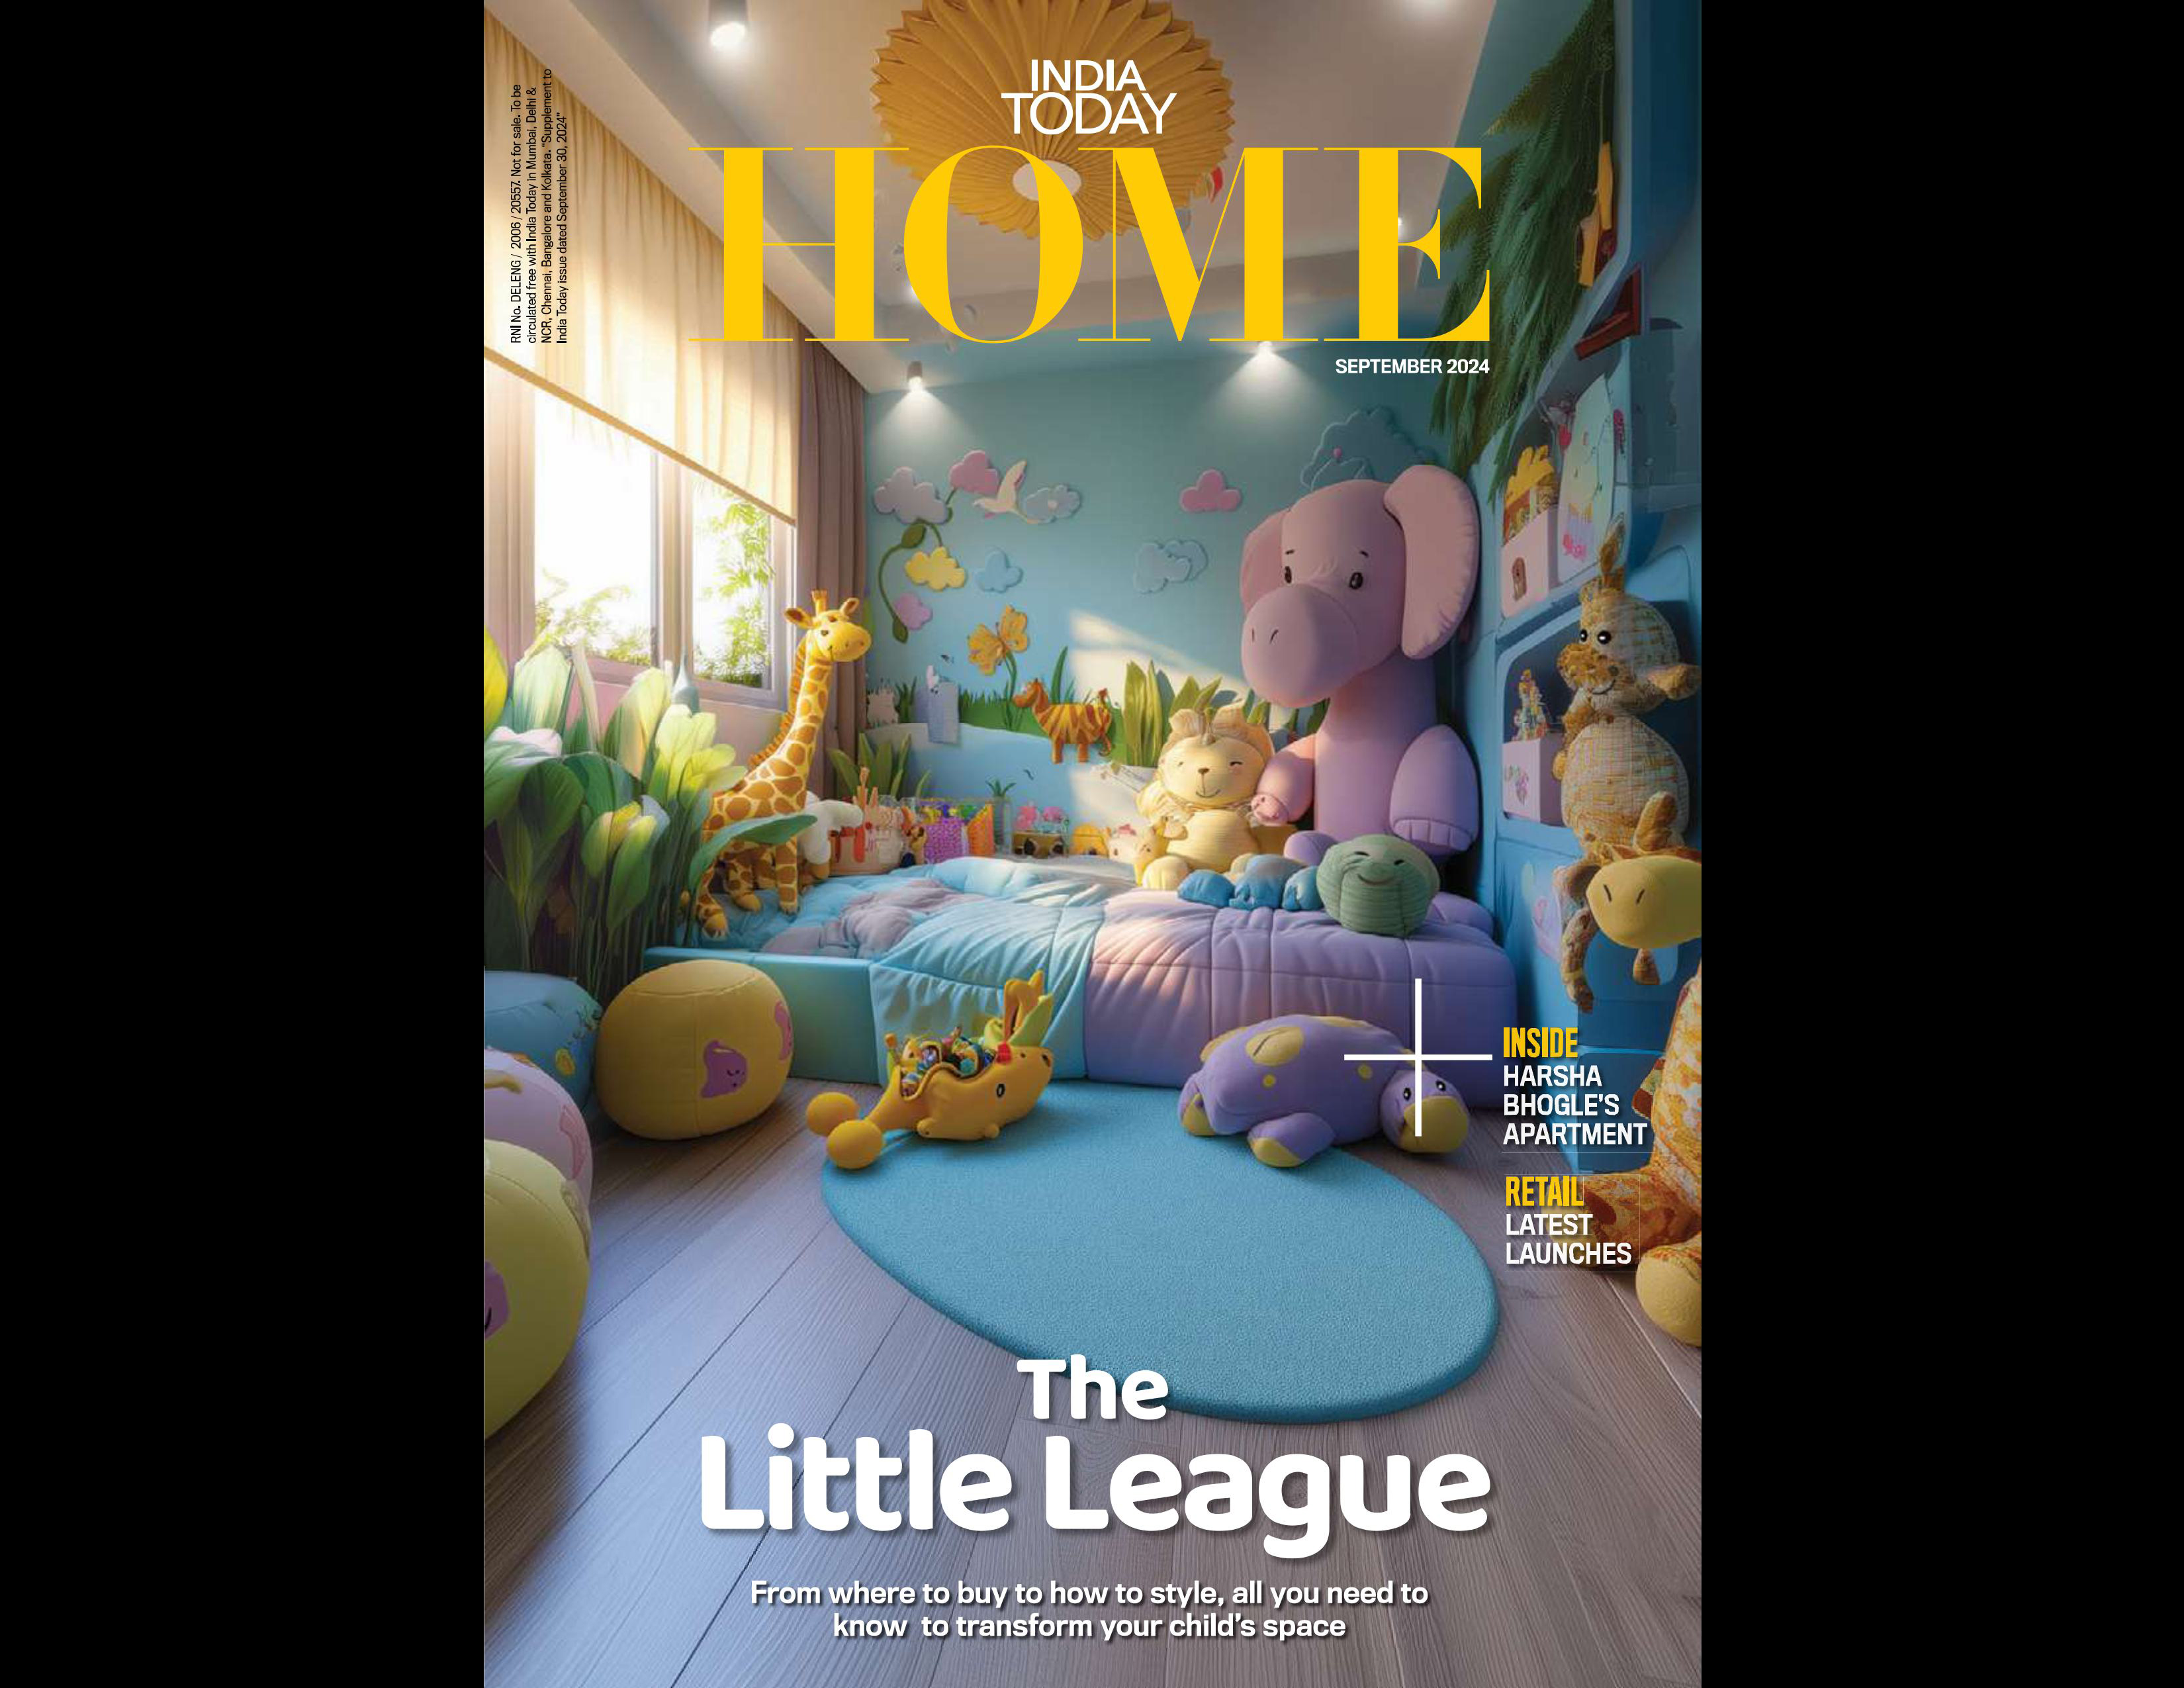 RNI No. DELENG / 2006 / 20557. Not for sale. To be
circulated free with India Today in Mumbai, Delhi &
NCR, Chennai, Bangalore and Kolkata. "Supplement to
India Today issue dated September 30, 2024"
INDIA
TODAY
HOME
SEPTEMBER 2024
INSIDE
HARSHA
BHOGLE'S
APARTMENT
RETAIL
LATEST
LAUNCHES
The
Little League
From where to buy to how to style, all you need to
know to transform your child's space